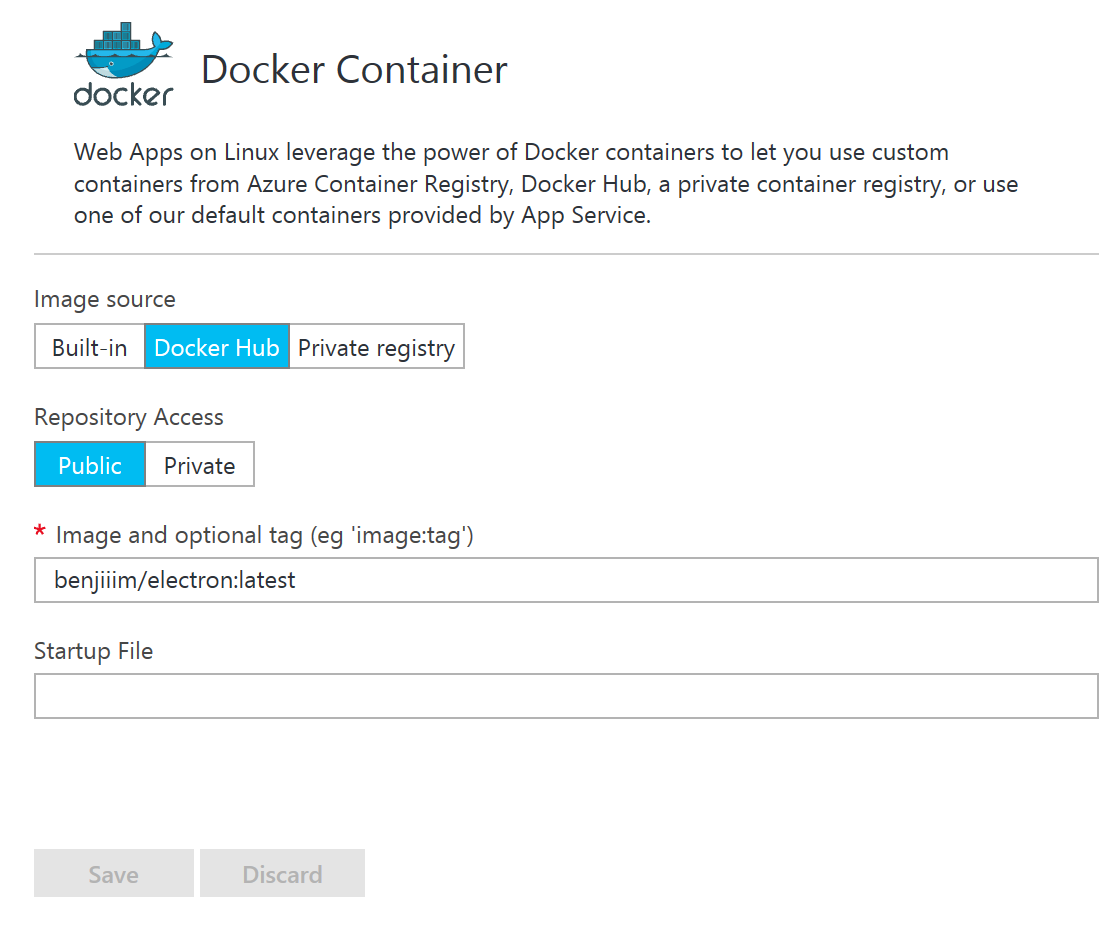 docker
Docker Container
Web Apps on Linux leverage the power of Docker containers to let you use custom
containers from Azure Container Registry, Docker Hub, a private container registry, or use
one of our default containers provided by App Service.
Image source
Built-in Docker Hub Private registry
Repository Access
Public Private
* Image and optional tag (eg 'image:tag')
benjiiim/electron:latest
Startup File
Save Discard